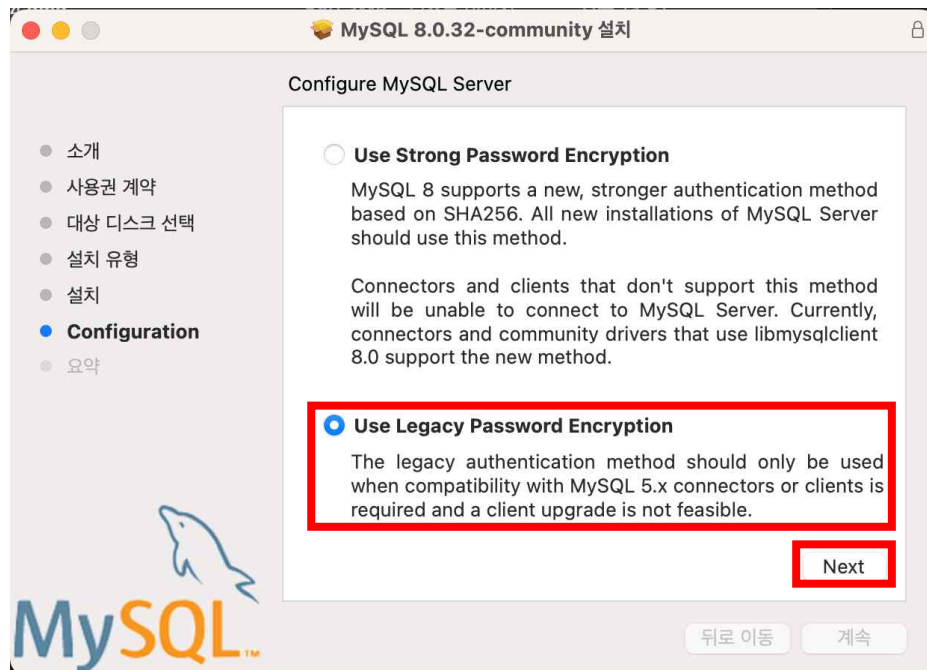 MySQL 8.0.32-community 설치
Configure MySQL Server
소개
사용권 계약
대상 디스크 선택
설치 유형
설치
Configuration
요약
Use Strong Password Encryption
MySQL 8 supports a new, stronger authentication method
based on SHA256. All new installations of MySQL Server
should use this method.
Connectors and clients that don't support this method
will be unable to connect to MySQL Server. Currently,
connectors and community drivers that use libmysqlclient
8.0 support the new method.
Use Legacy Password Encryption
The legacy authentication method should only be used
when compatibility with MySQL 5.x connectors or clients is
required and a client upgrade is not feasible.
Next
MySQL™
뒤로 이동
계속